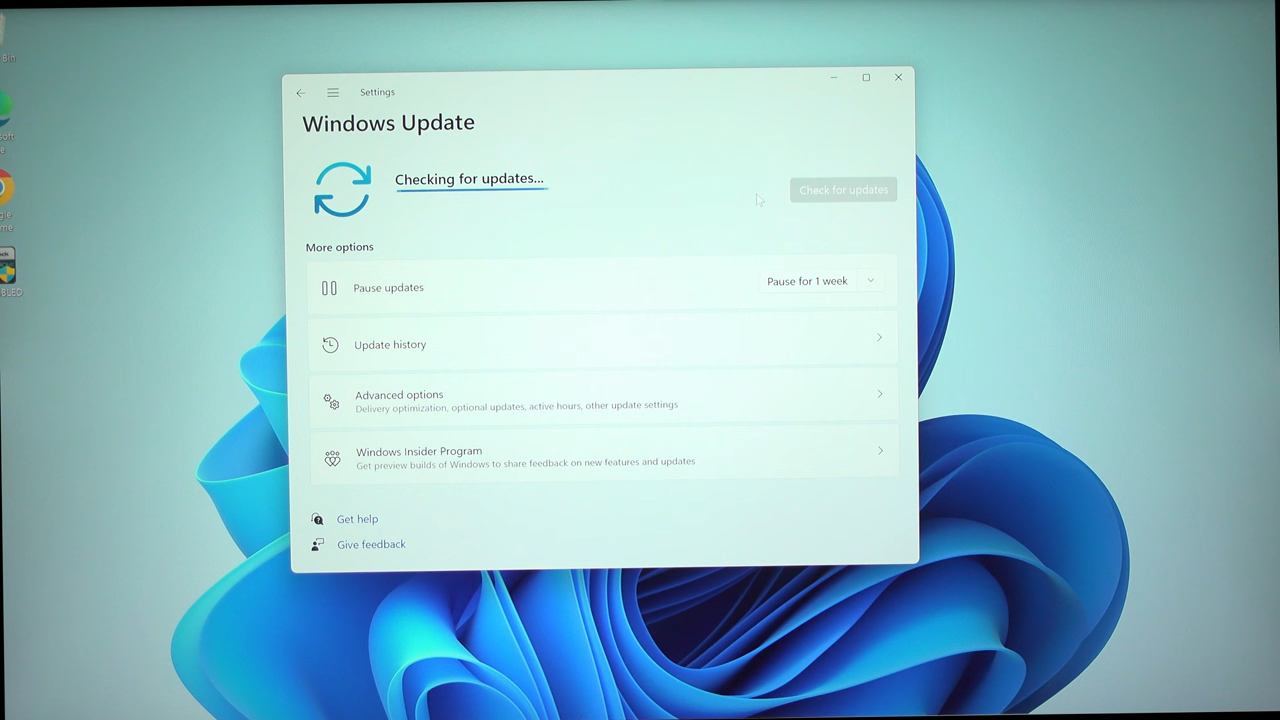 Settings
Windows Update
Checking for updates...
Check for updates
More options
Pause updates
Pause for 1 week
Update history
Advanced options
Delivery optimization, optional updates, active hours, other update settings
Windows Insider Program
Get preview builds of Windows to share feedback on new features and updates
Get help
Give feedback
Bin